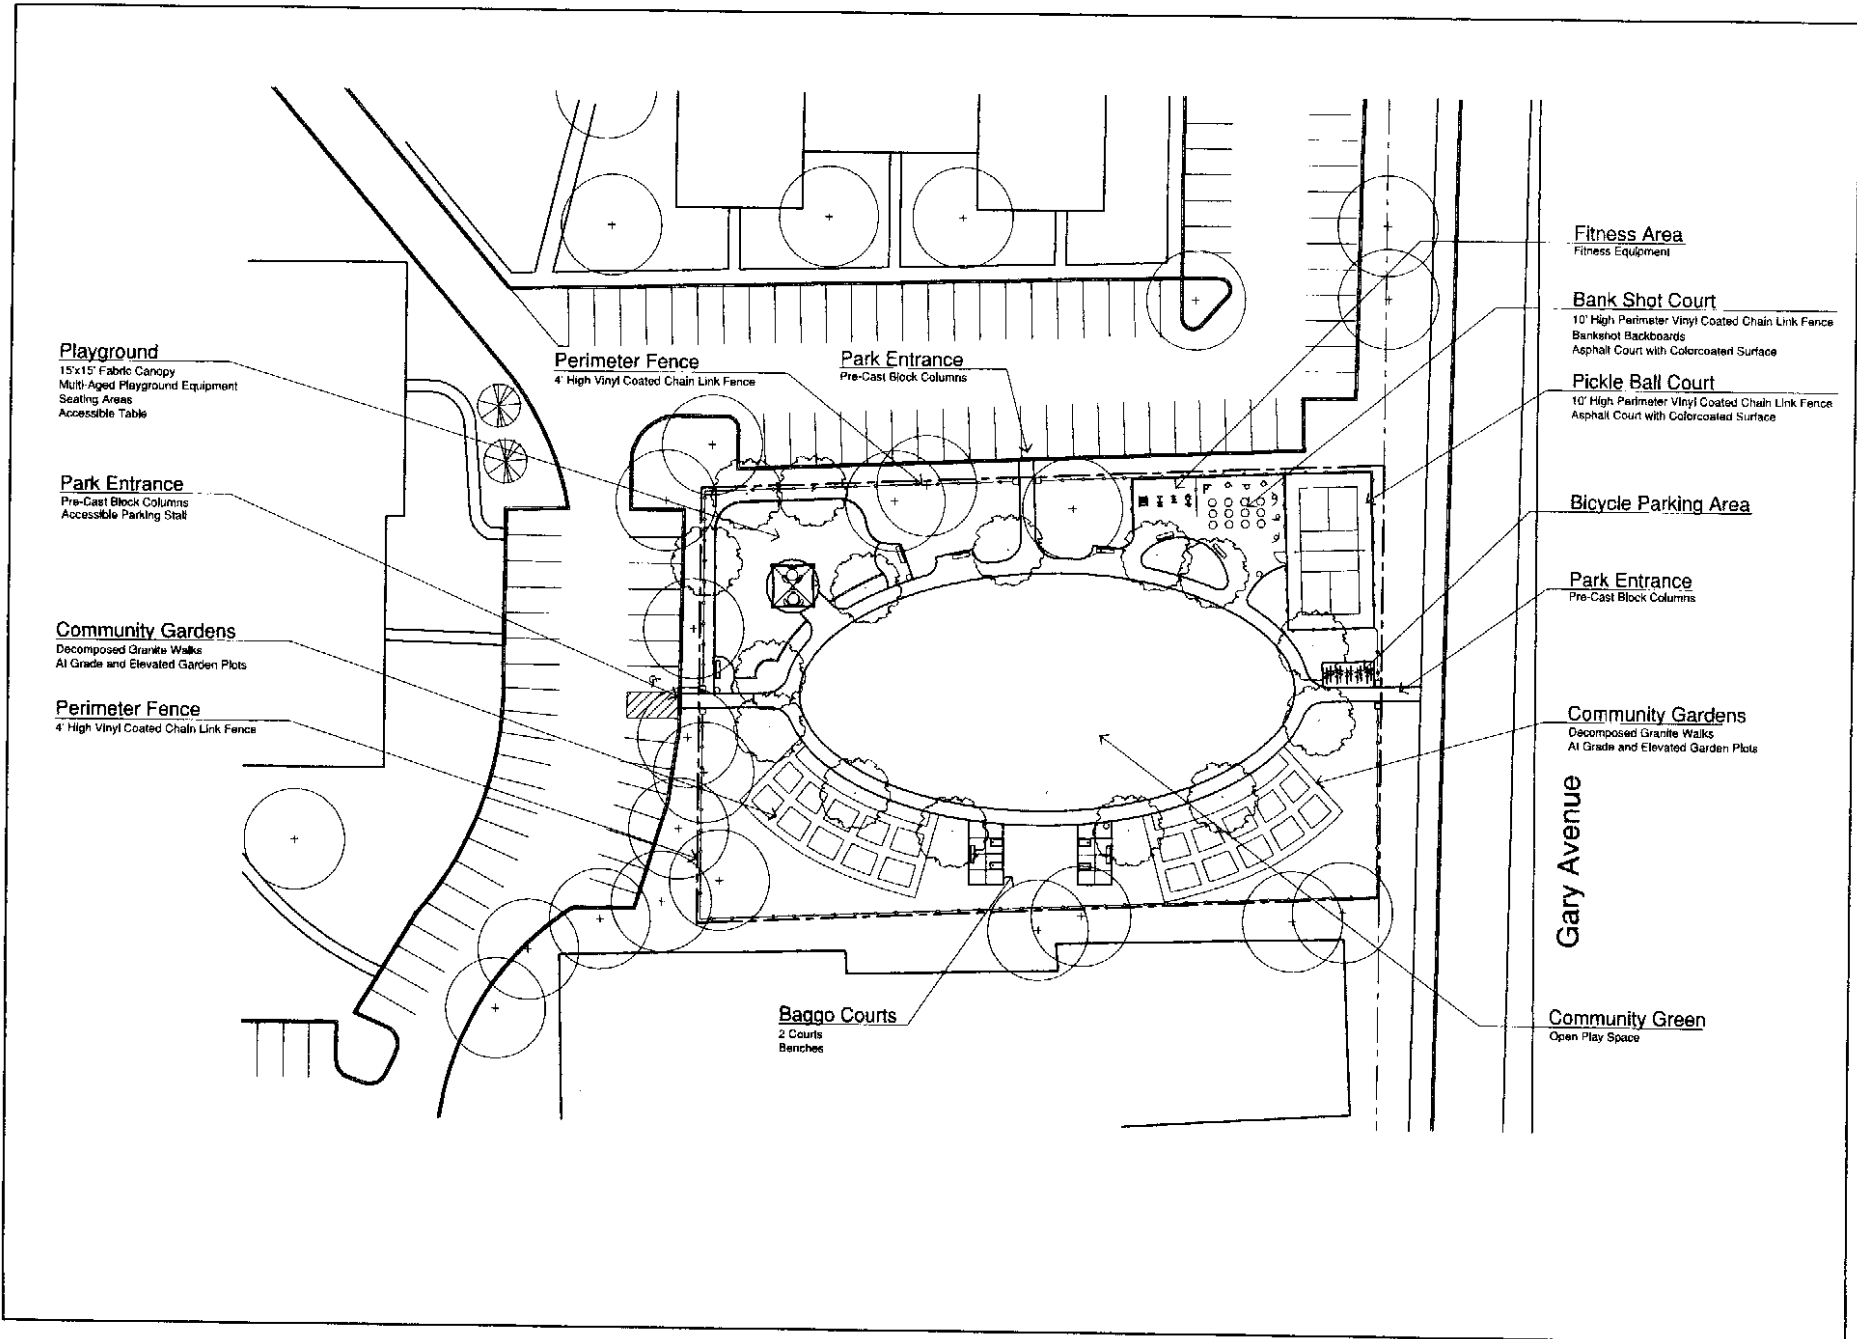 Fitness Area
Fitness Equipment
Bank Shot Court
10' High Perimeter Vinyl Coated Chain Link Fence
Bankshot Backboards
Asphalt Court with Colorcoated Surface
Playground
15'x15' Fabric Canopy
Multi-Aged Playground Equipment
Seating Areas
Accessible Table
Perimeter Fence
4' High Vinyl Coated Chain Link Fence
Park Entrance
Pre-Cast Block Columns
Pickle Ball Court
10' High Perimeter Vinyl Coated Chain Link Fence
Asphalt Court with Colorcoated Surface
Park Entrance
Pre-Cast Block Columns
Accessible Parking Stall
Bicycle Parking Area
Park Entrance
Pre-Cast Block Columns
Community Gardens
Decomposed Granite Walks
At Grade and Elevated Garden Plots
Perimeter Fence
4' High Vinyl Coated Chain Link Fence
Community Gardens
Decomposed Granite Walks
At Grade and Elevated Garden Plots
Gary Avenue
Baggo Courts
2 Courts
Benches
Community Green
Open Play Space